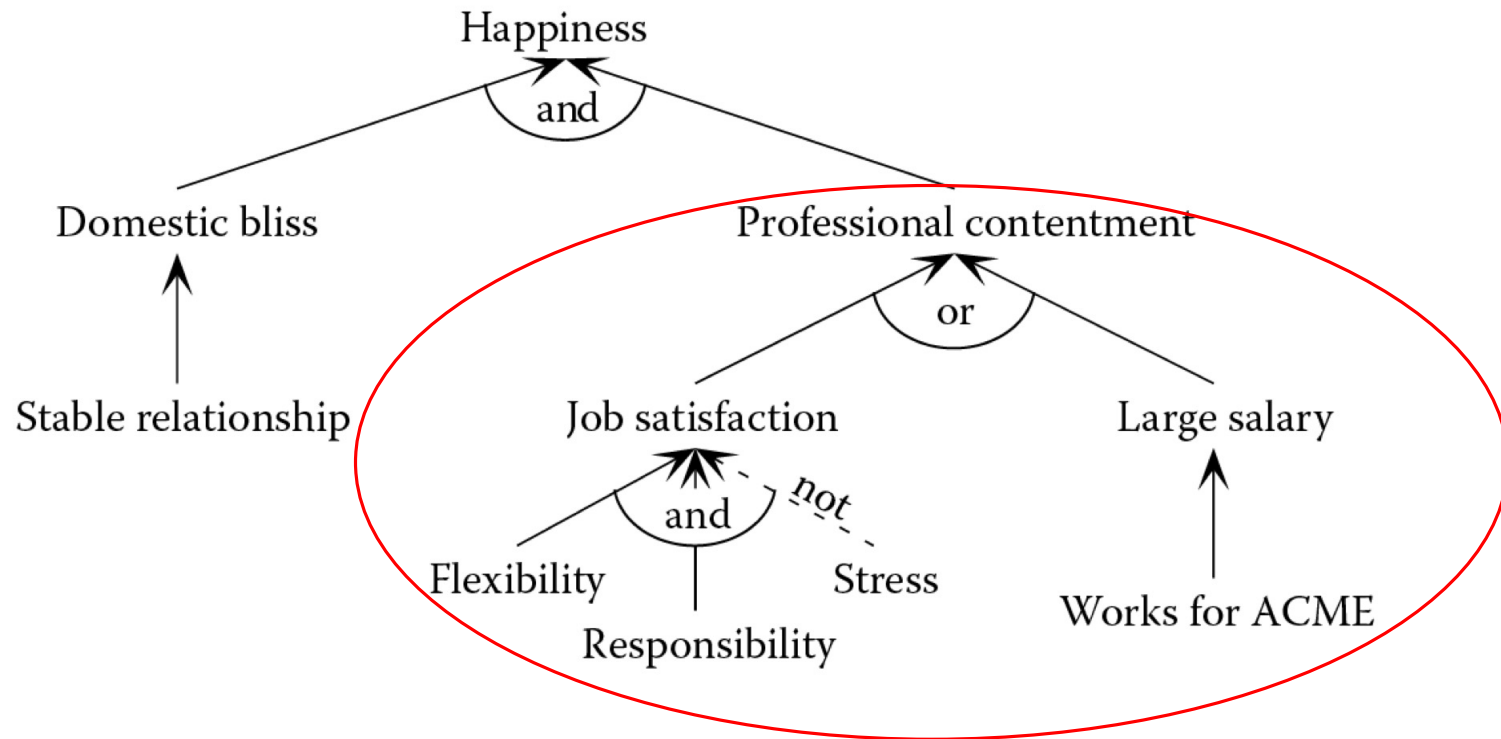 Happiness
and
Domestic bliss
Professional contentment
or
Stable relationship
Job satisfaction
Large salary
not
and
Flexibility
Stress
Works for ACME
Responsibility